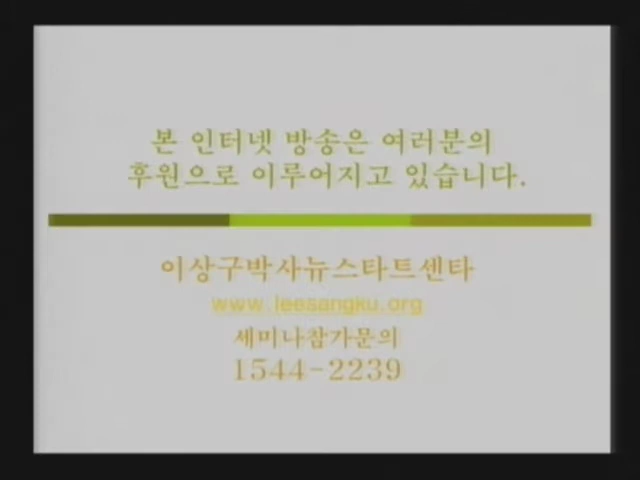 본 인터넷 방송은 여러분의
후원으로 이루어지고 있습니다.
이상구박사뉴스타트센타
www.leesangku.org
세미나참가문의
1544-2239